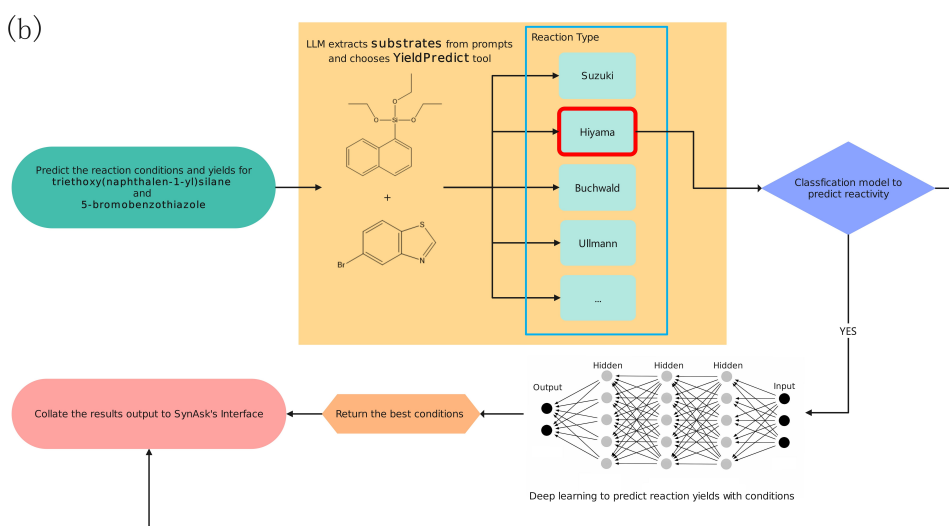 (b)
LLM extracts substrates from prompts
and chooses YieldPredict tool
Reaction Type
Suzuki
Hiyama
Buchwald
Ullmann
...
Predict the reaction conditions and yields for
triethoxy(naphthalen-1-yl)silane
and
5-bromobenzothiazole
O
O
Si
O
+
S
N
Br
Classfication model to
predict reactivity
YES
Hidden
Hidden
Hidden
Output
Input
Deep learning to predict reaction yields with conditions
Return the best conditions
Collate the results output to SynAsk's Interface